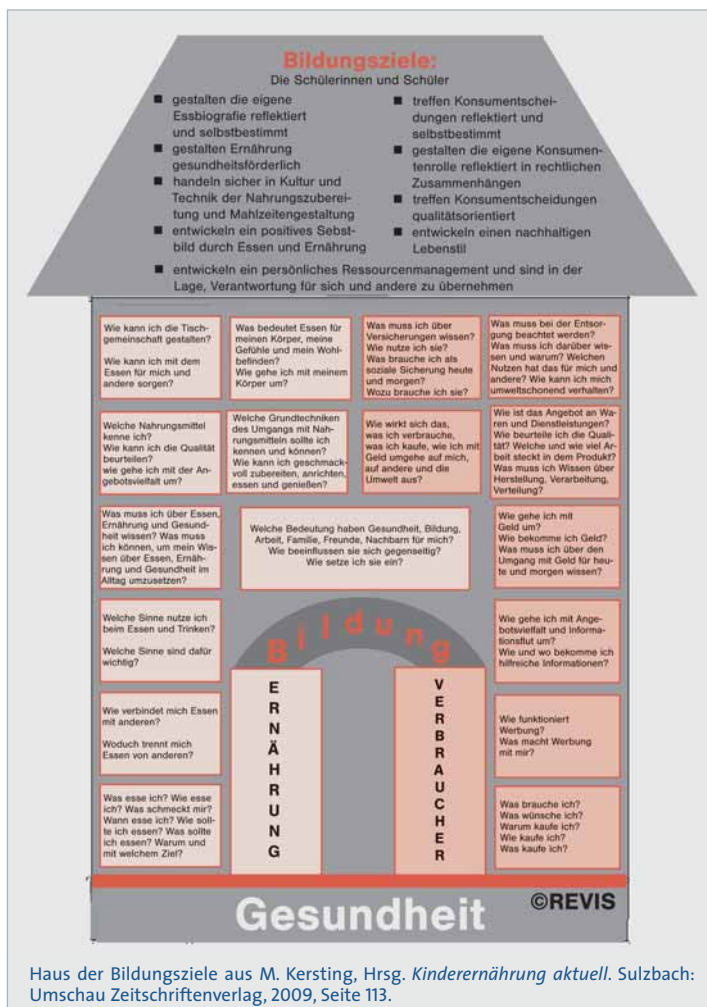 Bildungsziele:
Die Schülerinnen und Schüler
■ gestalten die eigene
Essbiografie reflektiert
und selbstbestimmt
■ gestalten Ernährung
gesundheitsförderlich
■ handeln sicher in Kultur und
Technik der Nahrungszuberei-
tung und Mahlzeitengestaltung
■ entwickeln ein positives Sebst-
bild durch Essen und Ernährung
■ treffen Konsumentschei-
dungen reflektiert und
selbstbestimmt
■ gestalten die eigene Konsumen-
tenrolle reflektiert in rechtlichen
Zusammenhängen
■ treffen Konsumentscheidungen
qualitätsorientiert
■ entwickeln einen nachhaltigen
Lebenstil
■ entwickeln ein persönliches Ressourcenmanagement und sind in der
Lage, Verantwortung für sich und andere zu übernehmen
Wie kann ich die Tisch-
gemeinschaft gestalten?
Wie kann ich mit dem
Essen für mich und
andere sorgen?
Was bedeutet Essen für
meinen Körper, meine
Gefühle und mein Wohl-
befinden?
Wie gehe ich mit meinem
Körper um?
Was muss ich über
Versicherungen wissen?
Wie nutze ich sie?
Was brauche ich als
soziale Sicherung heute
und morgen?
Wozu brauche ich sie?
Was muss bei der Entsor-
gung beachtet werden?
Was muss ich darüber wis-
sen und warum? Welchen
Nutzen hat das für mich und
andere? Wie kann ich mich
umweltschonend verhalten?
Welche Nahrungsmittel
kenne ich?
Wie kann ich die Qualität
beurteilen?
wie gehe ich mit der An-
gebotsvielfalt um?
Welche Grundtechniken
des Umgangs mit Nah-
rungsmitteln sollte ich
kennen und können?
Wie kann ich geschmack-
voll zubereiten, anrichten,
essen und genießen?
Wie wirkt sich das,
was ich verbrauche,
was ich kaufe, wie ich mit
Geld umgehe auf mich,
auf andere und die
Umwelt aus?
Wie ist das Angebot an Wa-
ren und Dienstleistungen?
Wie beurteile ich die Quali-
tät? Welche und wie viel Ar-
beit steckt in dem Produkt?
Was muss ich Wissen über
Herstellung, Verarbeitung,
Verteilung?
Was muss ich über Essen,
Ernährung und Gesund-
heit wissen? Was muss
ich können, um mein Wis-
sen über Essen, Ernäh-
rung und Gesundheit im
Alltag umzusetzen?
Welche Bedeutung haben Gesundheit, Bildung,
Arbeit, Familie, Freunde, Nachbarn für mich?
Wie beeinflussen sie sich gegenseitig?
Wie setze ich sie ein?
Wie gehe ich mit
Geld um?
Wie bekomme ich Geld?
Was muss ich über den
Umgang mit Geld für heu-
te und morgen wissen?
Welche Sinne nutze ich
beim Essen und Trinken?
Welche Sinne sind dafür
wichtig?
Wie gehe ich mit Ange-
botsvielfalt und Informa-
tionsflut um?
Wie und wo bekomme ich
hilfreiche Informationen?
Wie verbindet mich Essen
mit anderen?
Woduch trennt mich
Essen von anderen?
Wie funktioniert
Werbung?
Was macht Werbung
mit mir?
Was esse ich? Wie esse
ich? Was schmeckt mir?
Wann esse ich? Wie soll-
te ich essen? Was sollte
ich essen? Warum und
mit welchem Ziel?
Was brauche ich?
Was wünsche ich?
Warum kaufe ich?
Wie kaufe ich?
Was kaufe ich?
Bildung
ERNÄHRUNG
VERBRAUCHER
Gesundheit
©REVIS
Haus der Bildungsziele aus M. Kersting, Hrsg. Kinderernährung aktuell. Sulzbach:
Umschau Zeitschriftenverlag, 2009, Seite 113.